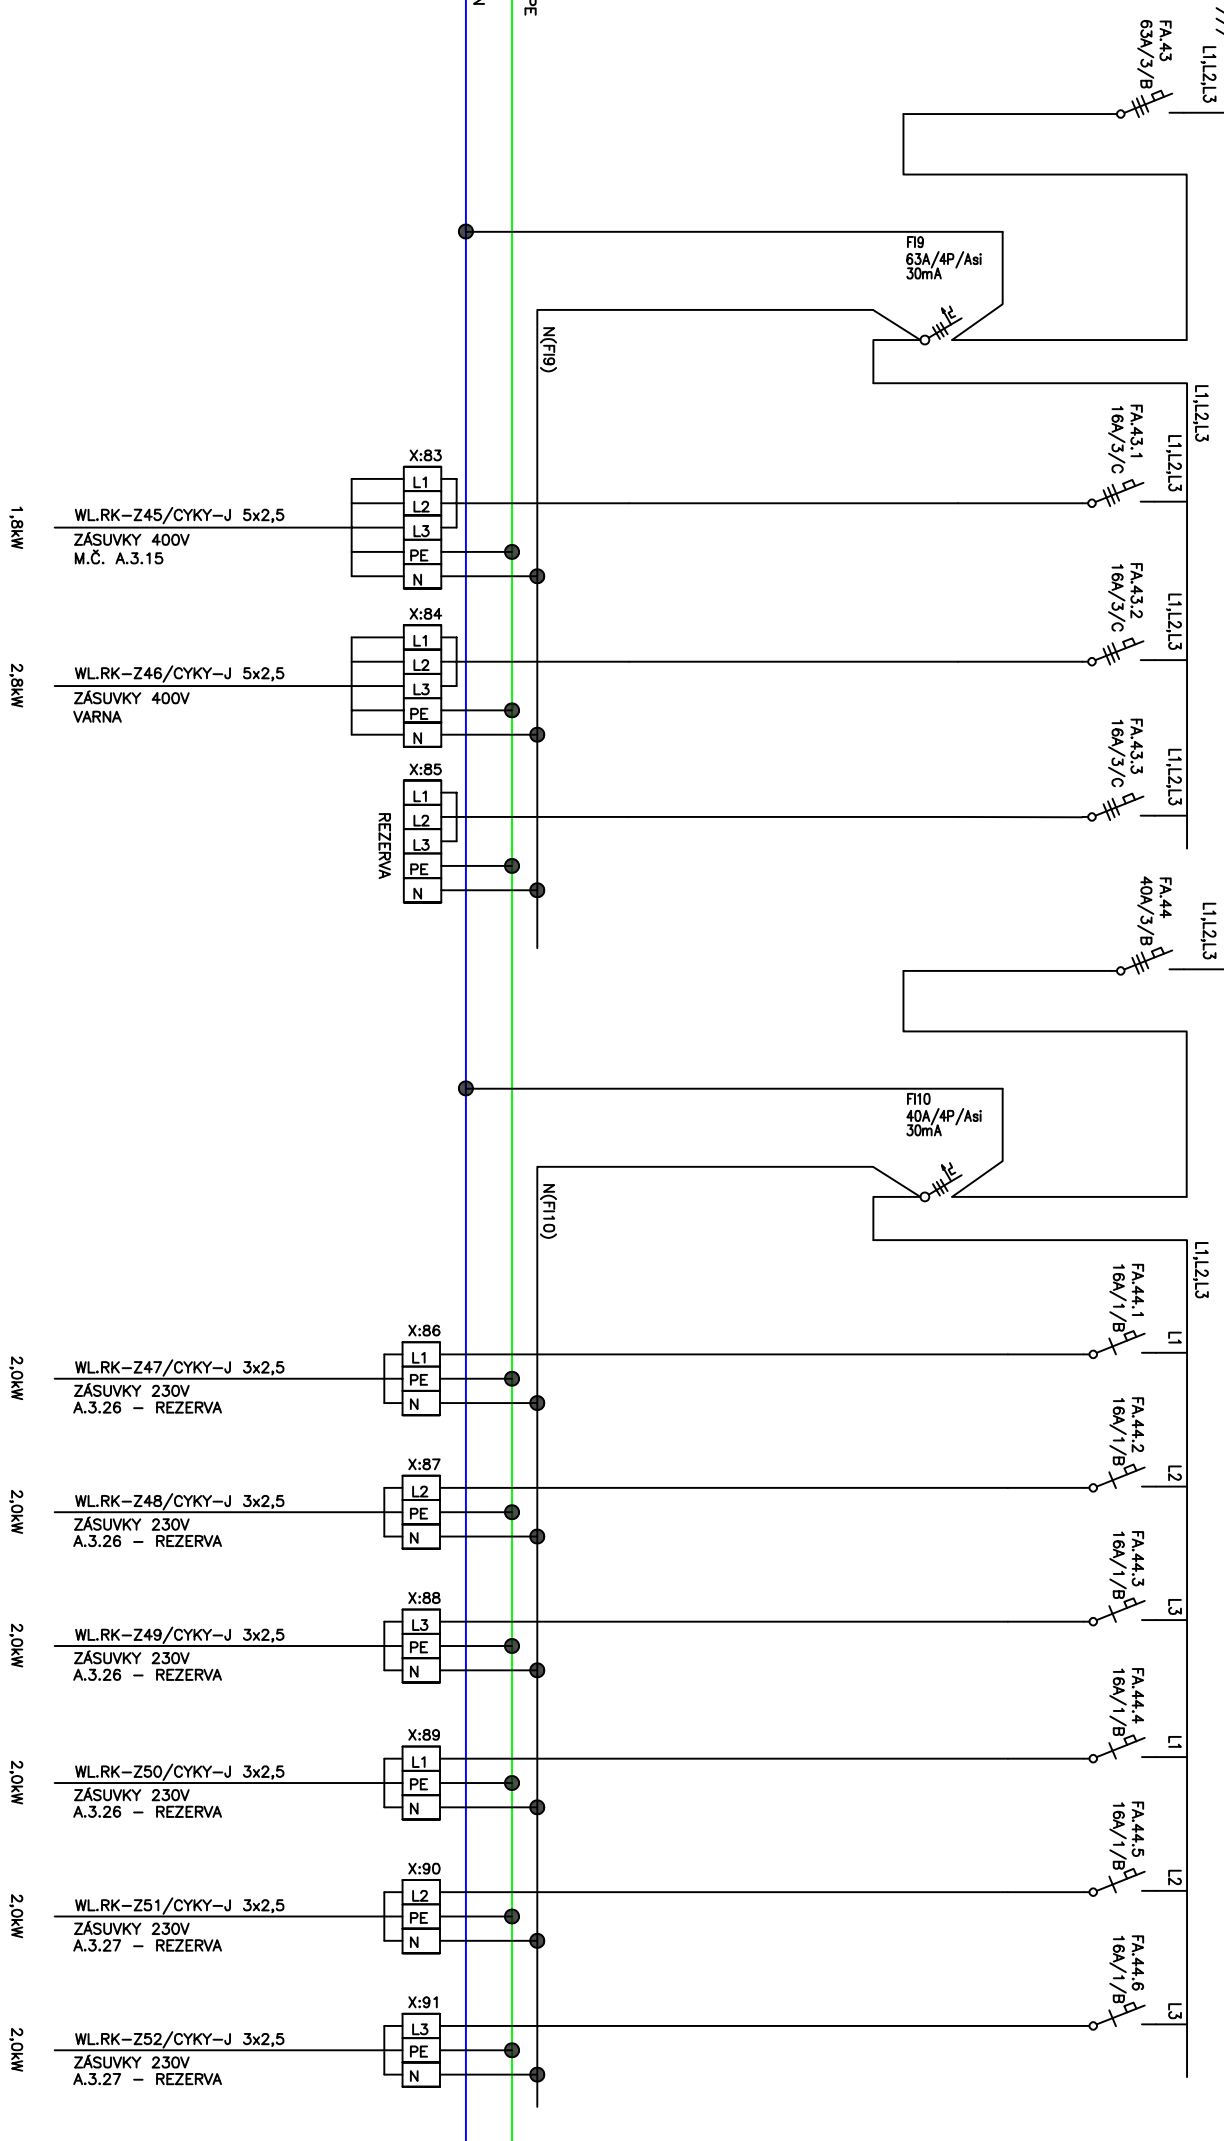 N
PE
L1,L2,L3
FA.43
63A/3/B
FI9
63A/4P/Asi
30mA
N(FI9)
L1,L2,L3
FA.43.1
16A/3/C
L1,L2,L3
X:83
L1
L2
L3
PE
N
WL.RK-Z45/CYKY-J 5x2,5
ZÁSUVKY 400V
M.Č. A.3.15
1,8kW
FA.43.2
16A/3/C
L1,L2,L3
X:84
L1
L2
L3
PE
N
WL.RK-Z46/CYKY-J 5x2,5
ZÁSUVKY 400V
VARNA
2,8kW
FA.43.3
16A/3/C
L1,L2,L3
X:85
L1
L2
L3
PE
N
REZERVA
L1,L2,L3
FA.44
40A/3/B
FI10
40A/4P/Asi
30mA
N(FI10)
L1,L2,L3
FA.44.1
16A/1/B
L1
X:86
L1
PE
N
WL.RK-Z47/CYKY-J 3x2,5
ZÁSUVKY 230V
A.3.26 - REZERVA
2,0kW
FA.44.2
16A/1/B
L2
X:87
L2
PE
N
WL.RK-Z48/CYKY-J 3x2,5
ZÁSUVKY 230V
A.3.26 - REZERVA
2,0kW
FA.44.3
16A/1/B
L3
X:88
L3
PE
N
WL.RK-Z49/CYKY-J 3x2,5
ZÁSUVKY 230V
A.3.26 - REZERVA
2,0kW
FA.44.4
16A/1/B
L1
X:89
L1
PE
N
WL.RK-Z50/CYKY-J 3x2,5
ZÁSUVKY 230V
A.3.26 - REZERVA
2,0kW
FA.44.5
16A/1/B
L2
X:90
L2
PE
N
WL.RK-Z51/CYKY-J 3x2,5
ZÁSUVKY 230V
A.3.27 - REZERVA
2,0kW
FA.44.6
16A/1/B
L3
X:91
L3
PE
N
WL.RK-Z52/CYKY-J 3x2,5
ZÁSUVKY 230V
A.3.27 - REZERVA
2,0kW